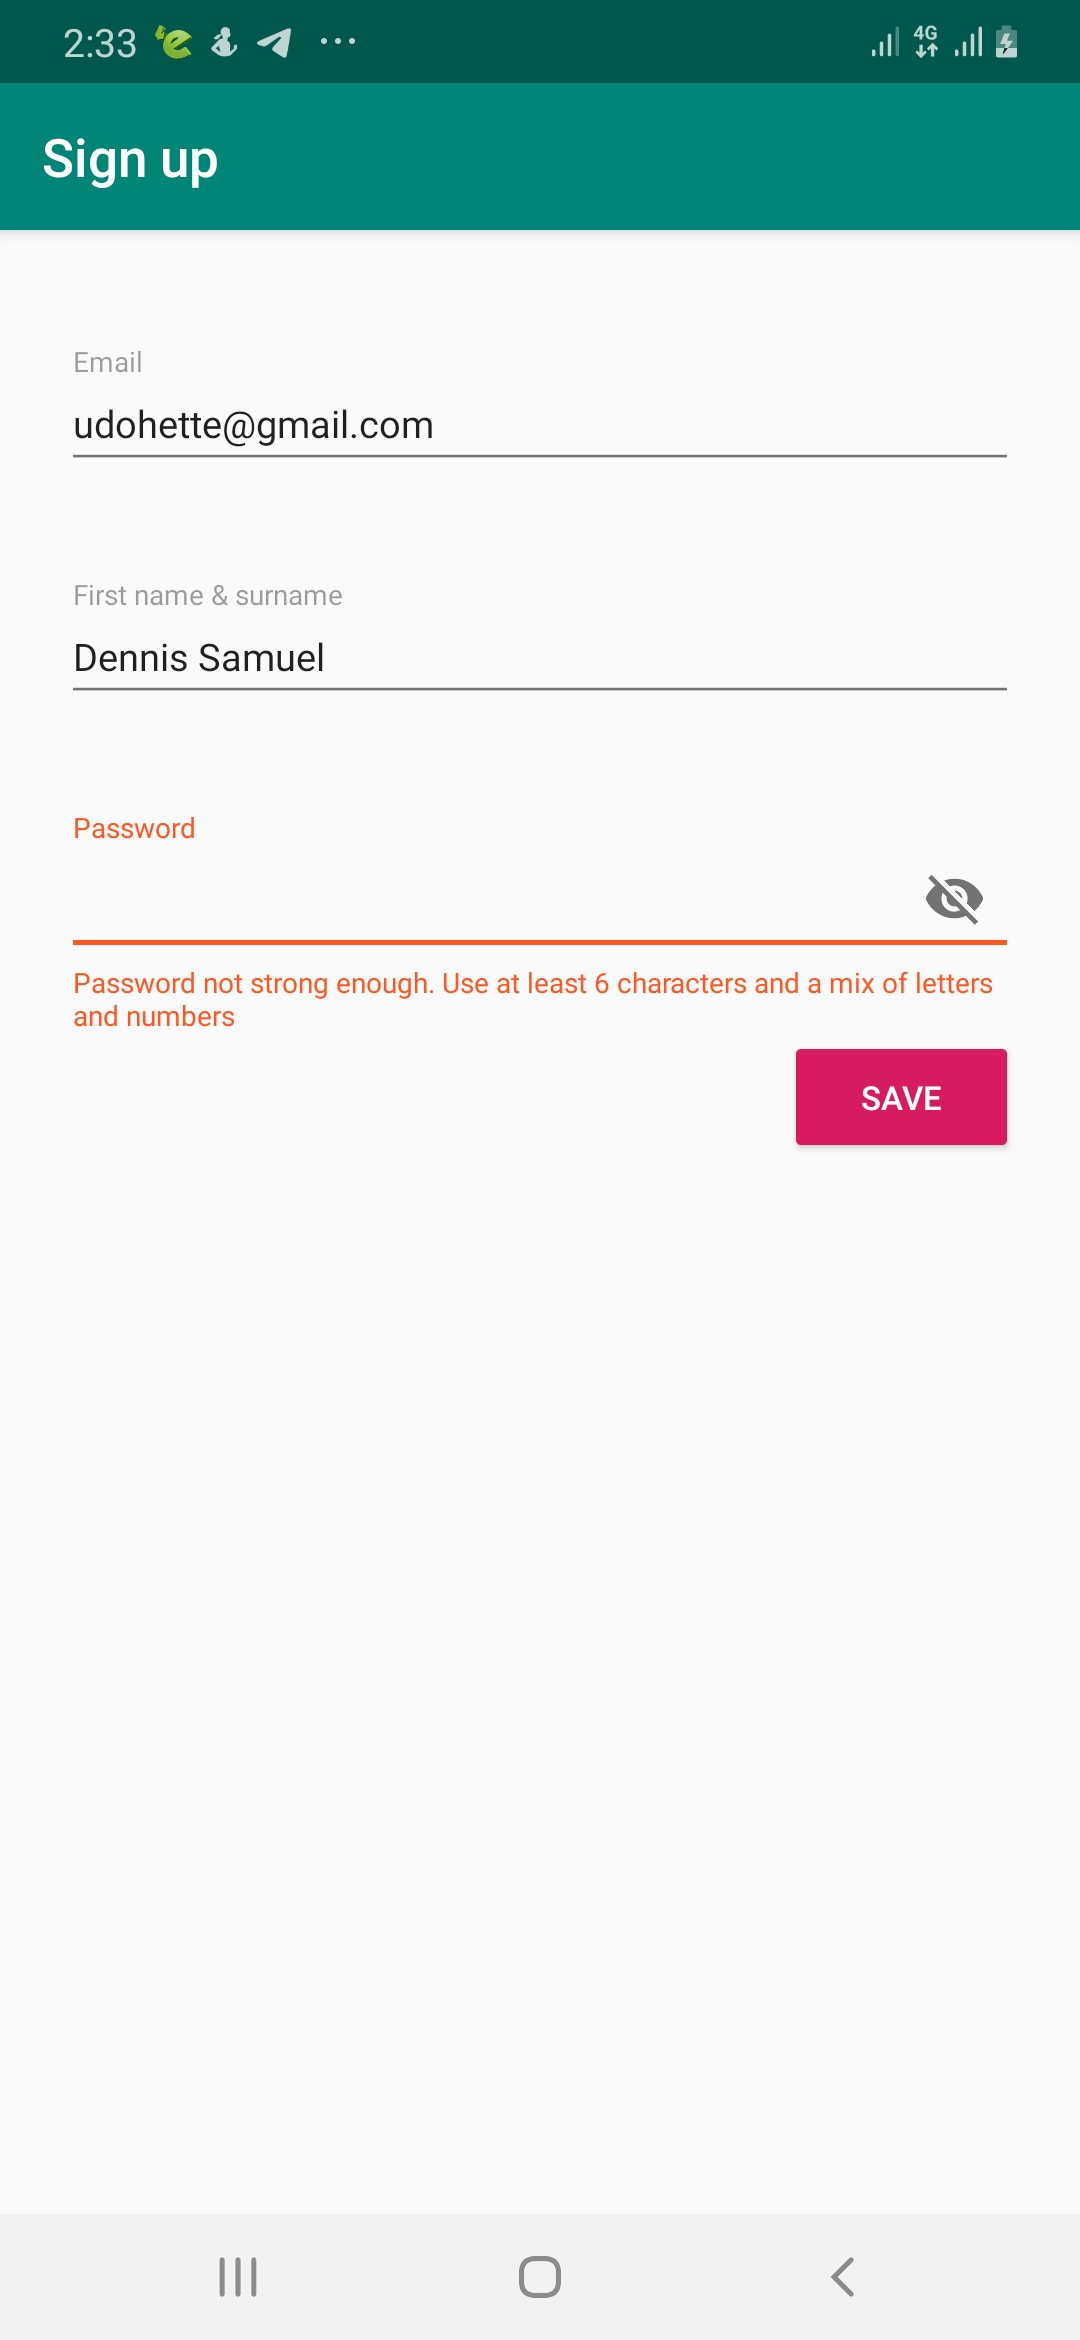 2:33
4G
Sign up
Email
udohette@gmail.com
First name & surname
Dennis Samuel
Password
Password not strong enough. Use at least 6 characters and a mix of letters
and numbers
SAVE